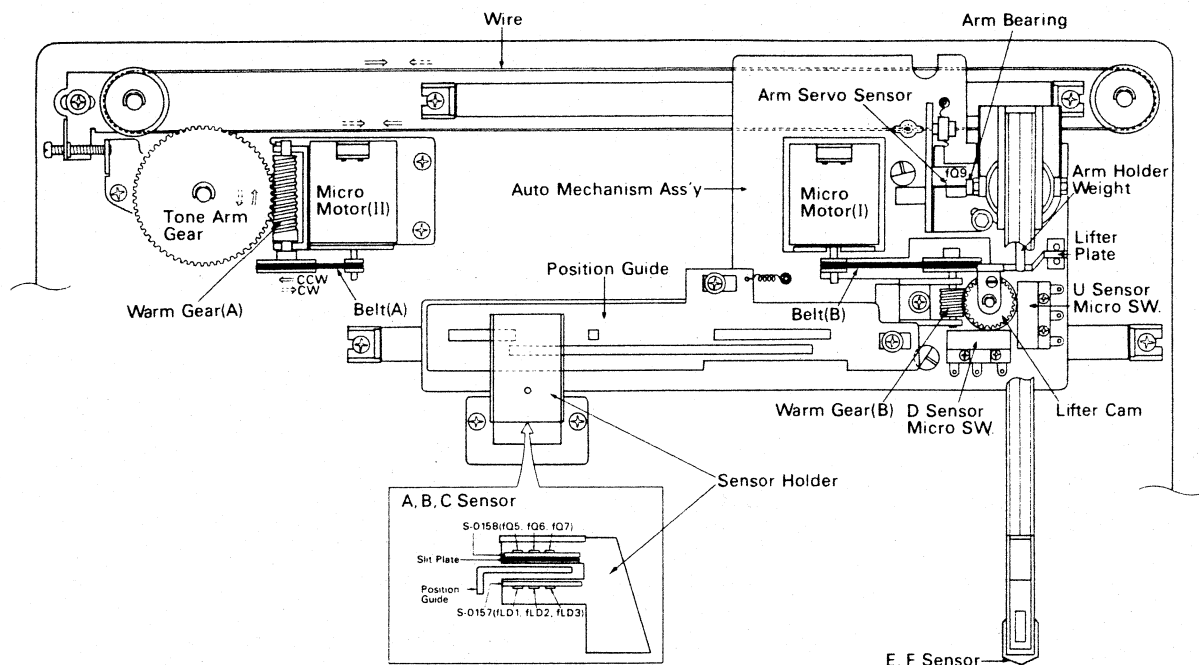 Wire
Arm Bearing
Arm Servo Sensor
fQ9
Arm Holder
Weight
Micro
Motor(II)
Auto Mechanism Ass'y
Micro
Motor(I)
Tone Arm
Gear
Lifter
Plate
CCW
CW
Position Guide
U Sensor
Micro SW.
Warm Gear(A)
Belt(A)
Belt(B)
Warm Gear(B)
D Sensor
Micro SW.
Lifter Cam
Sensor Holder
A, B, C Sensor
S-0158(fQ5, fQ6, fQ7)
Slit Plate
Position
Guide
S-0157(fLD1, fLD2, fLD3)
E, F Sensor